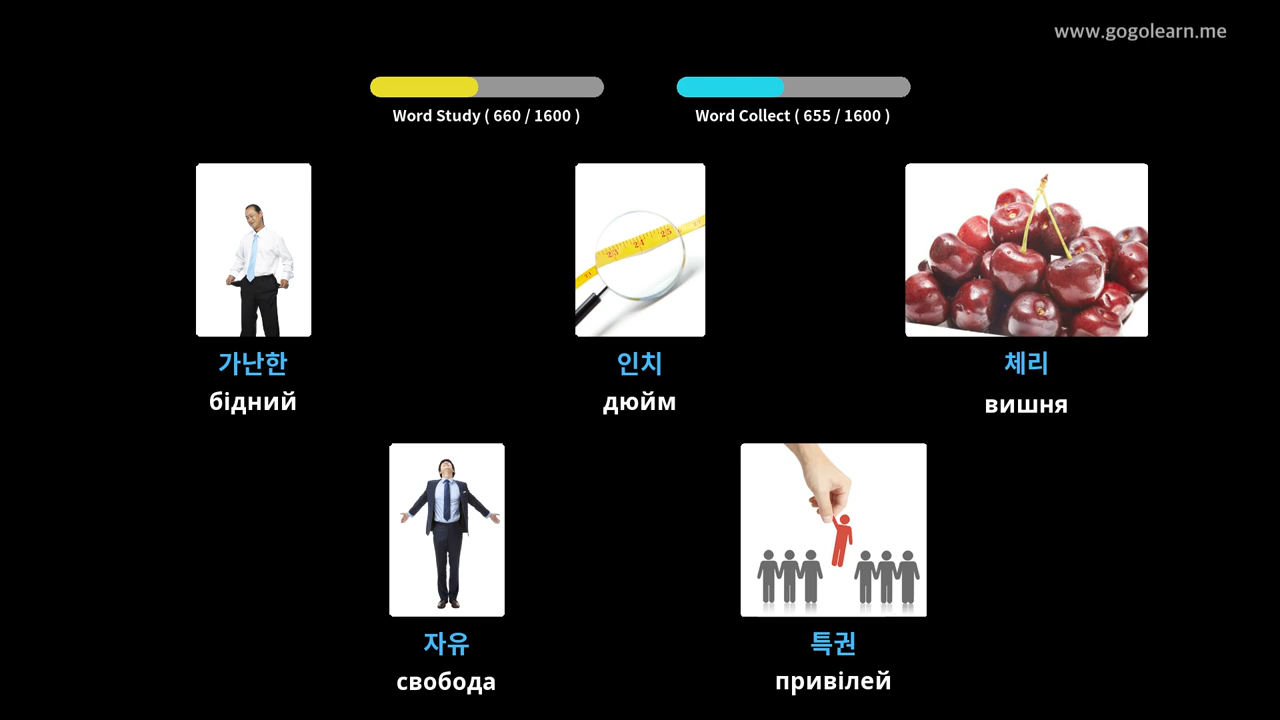 www.gogolearn.me
Word Study ( 660 / 1600 )
Word Collect ( 655 / 1600 )
가난한
бідний
인치
дюйм
체리
вишня
자유
свобода
특권
привілей